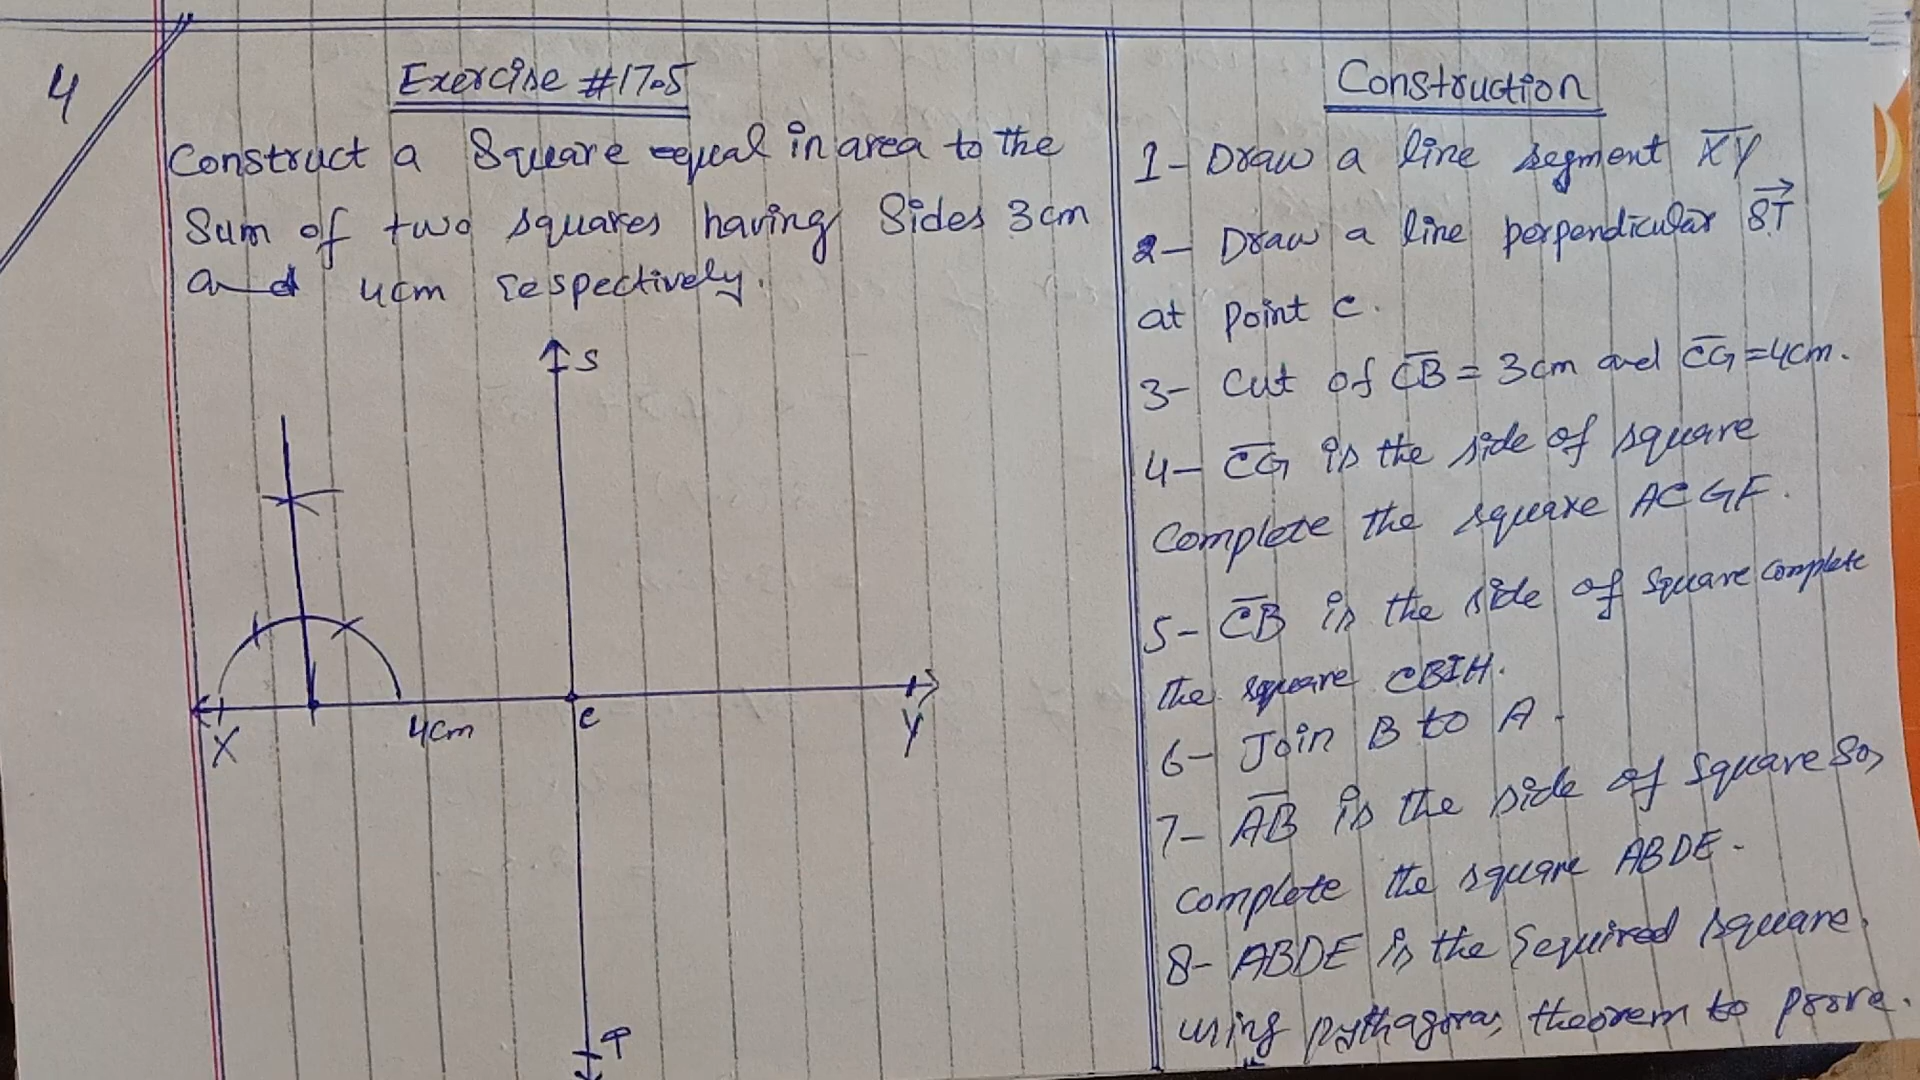 4
Exercise #17.5
Construct a Square equal in area to the
Sum of two squares having Sides 3cm
and 4cm respectively.
S
X
4cm
C
Y
T
Construction
1- Draw a line segment XY
2- Draw a line perpendicular ST
at point C.
3- Cut of CB = 3cm and CG = 4cm.
4- CG is the side of square
Complete the square ACGF.
5- CB is the side of square complete
the square CBIH.
6- Join B to A.
7- AB is the side of square So,
complete the square ABDE.
8- ABDE is the required square.
using pythagoras theorem to prove.